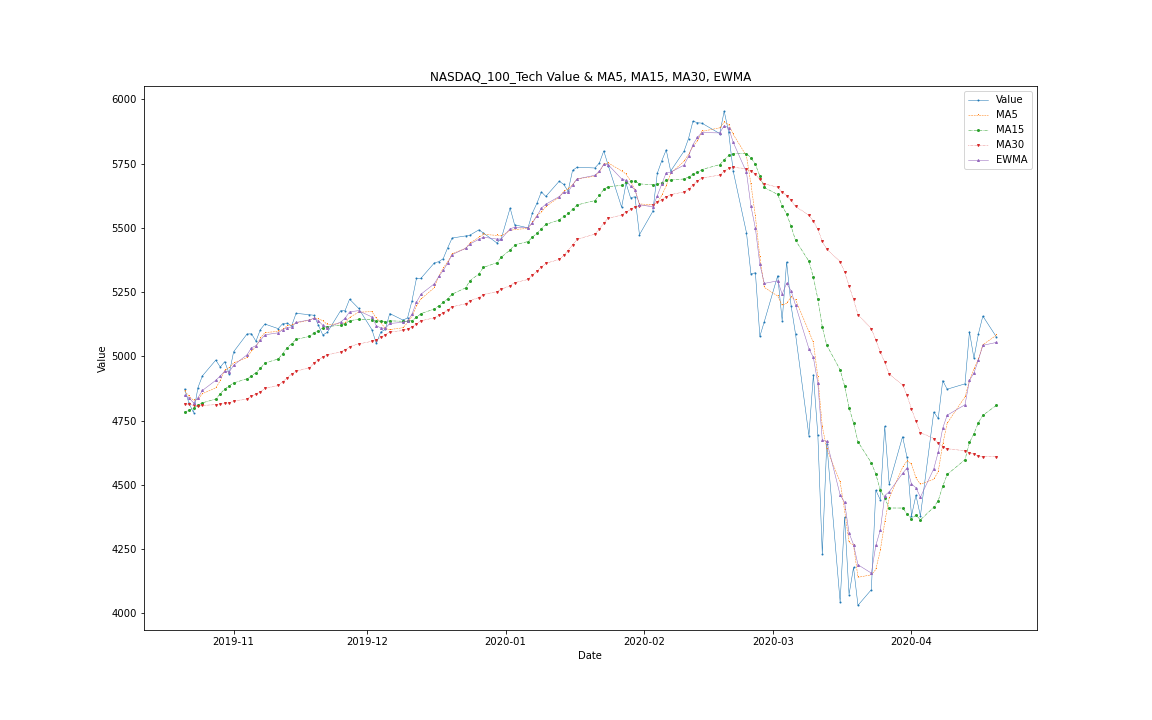 NASDAQ_100_Tech Value & MA5, MA15, MA30, EWMA
Value
MA5
MA15
MA30
EWMA
6000
5750
5500
5250
5000
4750
4500
4250
4000
Value
2019-11
2019-12
2020-01
2020-02
2020-03
2020-04
Date